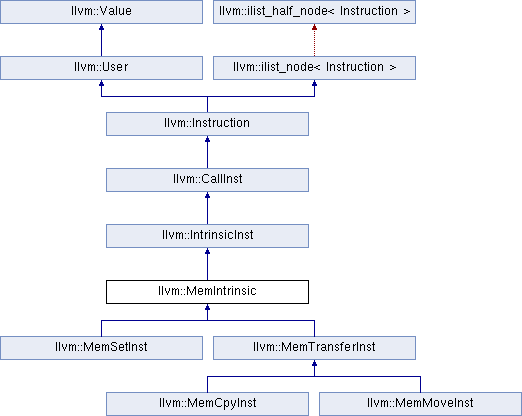 llvm::Value
llvm::ilist_half_node< Instruction >
llvm::User
llvm::ilist_node< Instruction >
llvm::Instruction
llvm::CallInst
llvm::IntrinsicInst
llvm::MemIntrinsic
llvm::MemSetInst
llvm::MemTransferInst
llvm::MemCpyInst
llvm::MemMoveInst